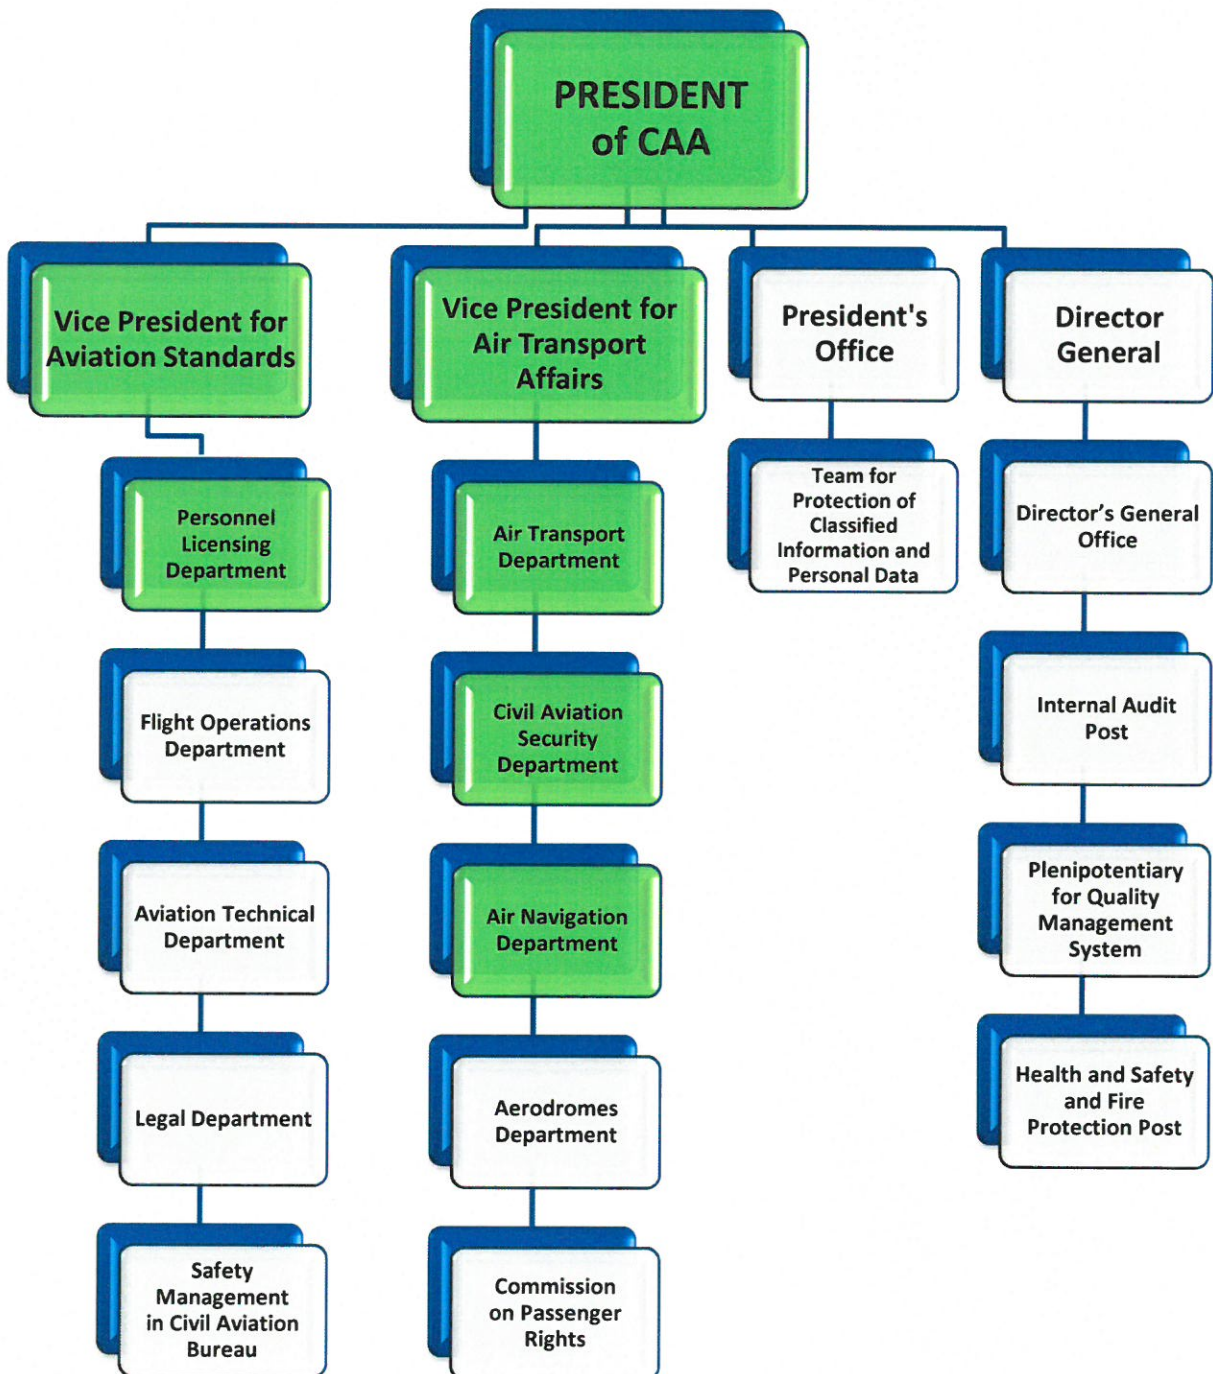 PRESIDENT
of CAA
Vice President for
Aviation Standards
Vice President for
Air Transport
Affairs
President's
Office
Director
General
Personnel
Licensing
Department
Flight Operations
Department
Aviation Technical
Department
Legal Department
Safety
Management
in Civil Aviation
Bureau
Air Transport
Department
Civil Aviation
Security
Department
Air Navigation
Department
Aerodromes
Department
Commission
on Passenger
Rights
Team for
Protection of
Classified
Information and
Personal Data
Director’s General
Office
Internal Audit
Post
Plenipotentiary
for Quality
Management
System
Health and Safety
and Fire
Protection Post